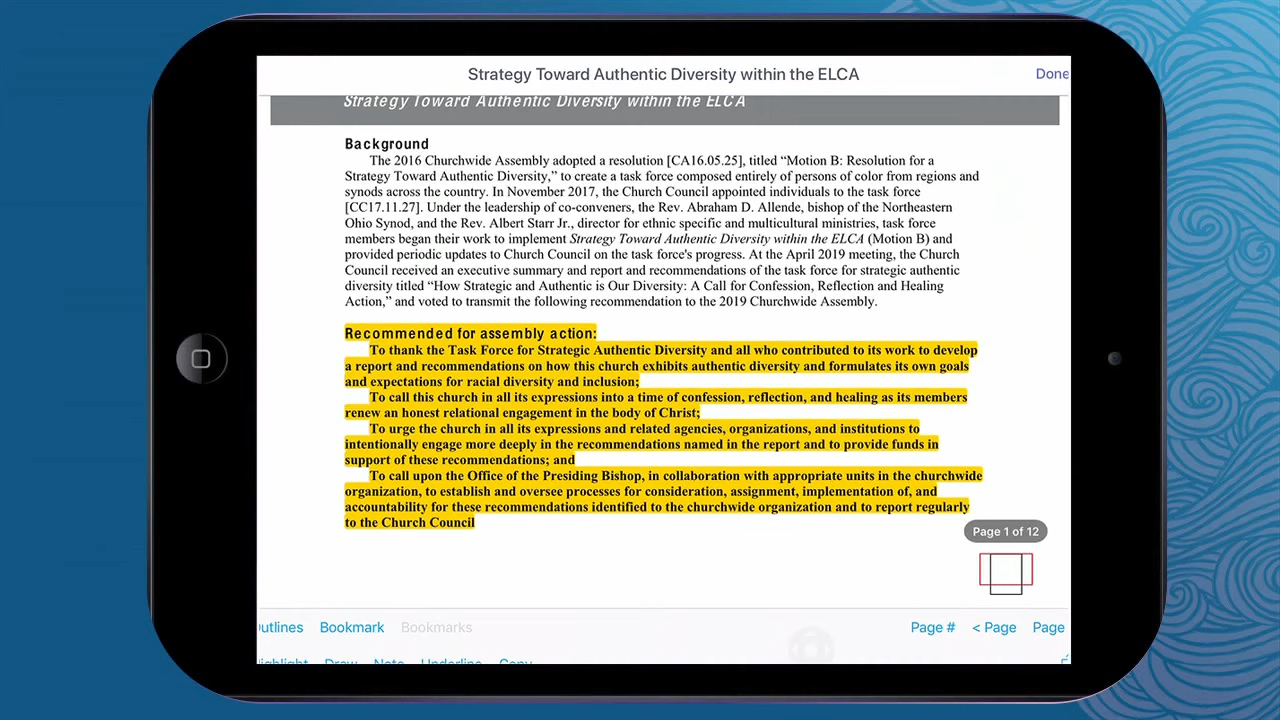 Strategy Toward Authentic Diversity within the ELCA
Done
Strategy Toward Authentic Diversity within the ELCA
Background
The 2016 Churchwide Assembly adopted a resolution [CA16.05.25], titled “Motion B: Resolution for a
Strategy Toward Authentic Diversity,” to create a task force composed entirely of persons of color from regions and
synods across the country. In November 2017, the Church Council appointed individuals to the task force
[CC17.11.27]. Under the leadership of co-conveners, the Rev. Abraham D. Allende, bishop of the Northeastern
Ohio Synod, and the Rev. Albert Starr Jr., director for ethnic specific and multicultural ministries, task force
members began their work to implement Strategy Toward Authentic Diversity within the ELCA (Motion B) and
provided periodic updates to Church Council on the task force's progress. At the April 2019 meeting, the Church
Council received an executive summary and report and recommendations of the task force for strategic authentic
diversity titled “How Strategic and Authentic is Our Diversity: A Call for Confession, Reflection and Healing
Action,” and voted to transmit the following recommendation to the 2019 Churchwide Assembly.
Recommended for assembly action:
To thank the Task Force for Strategic Authentic Diversity and all who contributed to its work to develop
a report and recommendations on how this church exhibits authentic diversity and formulates its own goals
and expectations for racial diversity and inclusion;
To call this church in all its expressions into a time of confession, reflection, and healing as its members
renew an honest relational engagement in the body of Christ;
To urge the church in all its expressions and related agencies, organizations, and institutions to
intentionally engage more deeply in the recommendations named in the report and to provide funds in
support of these recommendations; and
To call upon the Office of the Presiding Bishop, in collaboration with appropriate units in the churchwide
organization, to establish and oversee processes for consideration, assignment, implementation of, and
accountability for these recommendations identified to the churchwide organization and to report regularly
to the Church Council
Page 1 of 12
utlines Bookmark Bookmarks Page # < Page Page
ighlight Draw Note Underline Copy